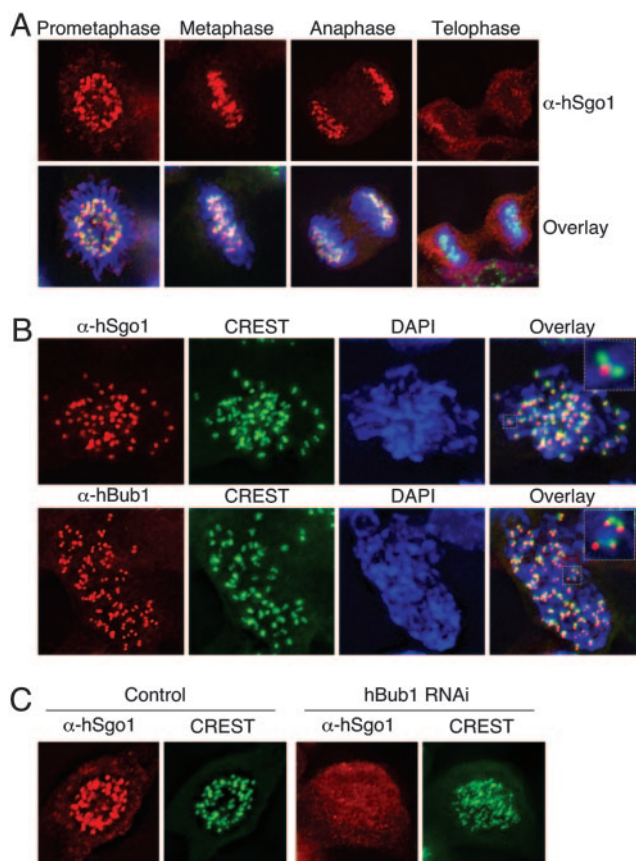 A
Prometaphase Metaphase Anaphase Telophase
α-hSgo1
Overlay
B
α-hSgo1 CREST DAPI Overlay
α-hBub1 CREST DAPI Overlay
C
Control hBub1 RNAi
α-hSgo1 CREST α-hSgo1 CREST